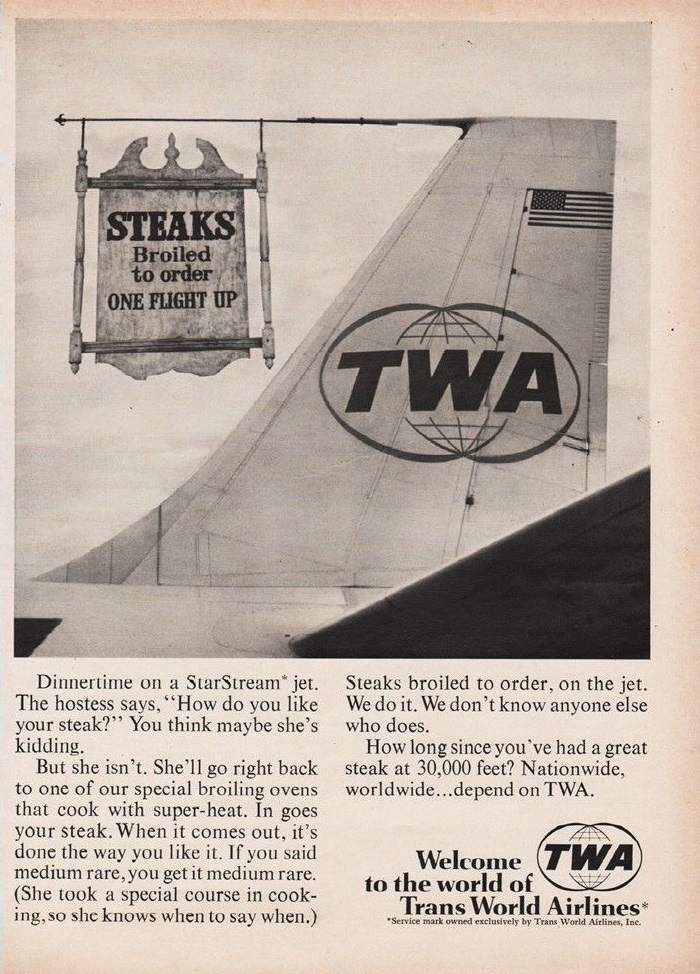 STEAKS
Broiled
to order
ONE FLIGHT UP
TWA
Dinnertime on a StarStream* jet.
The hostess says, "How do you like
your steak?" You think maybe she's
kidding.
But she isn't. She'll go right back
to one of our special broiling ovens
that cook with super-heat. In goes
your steak. When it comes out, it's
done the way you like it. If you said
medium rare, you get it medium rare.
(She took a special course in cook-
ing, so she knows when to say when.)
Steaks broiled to order, on the jet.
We do it. We don't know anyone else
who does.
How long since you've had a great
steak at 30,000 feet? Nationwide,
worldwide...depend on TWA.
Welcome
to the world of
Trans World Airlines*
TWA
*Service mark owned exclusively by Trans World Airlines, Inc.